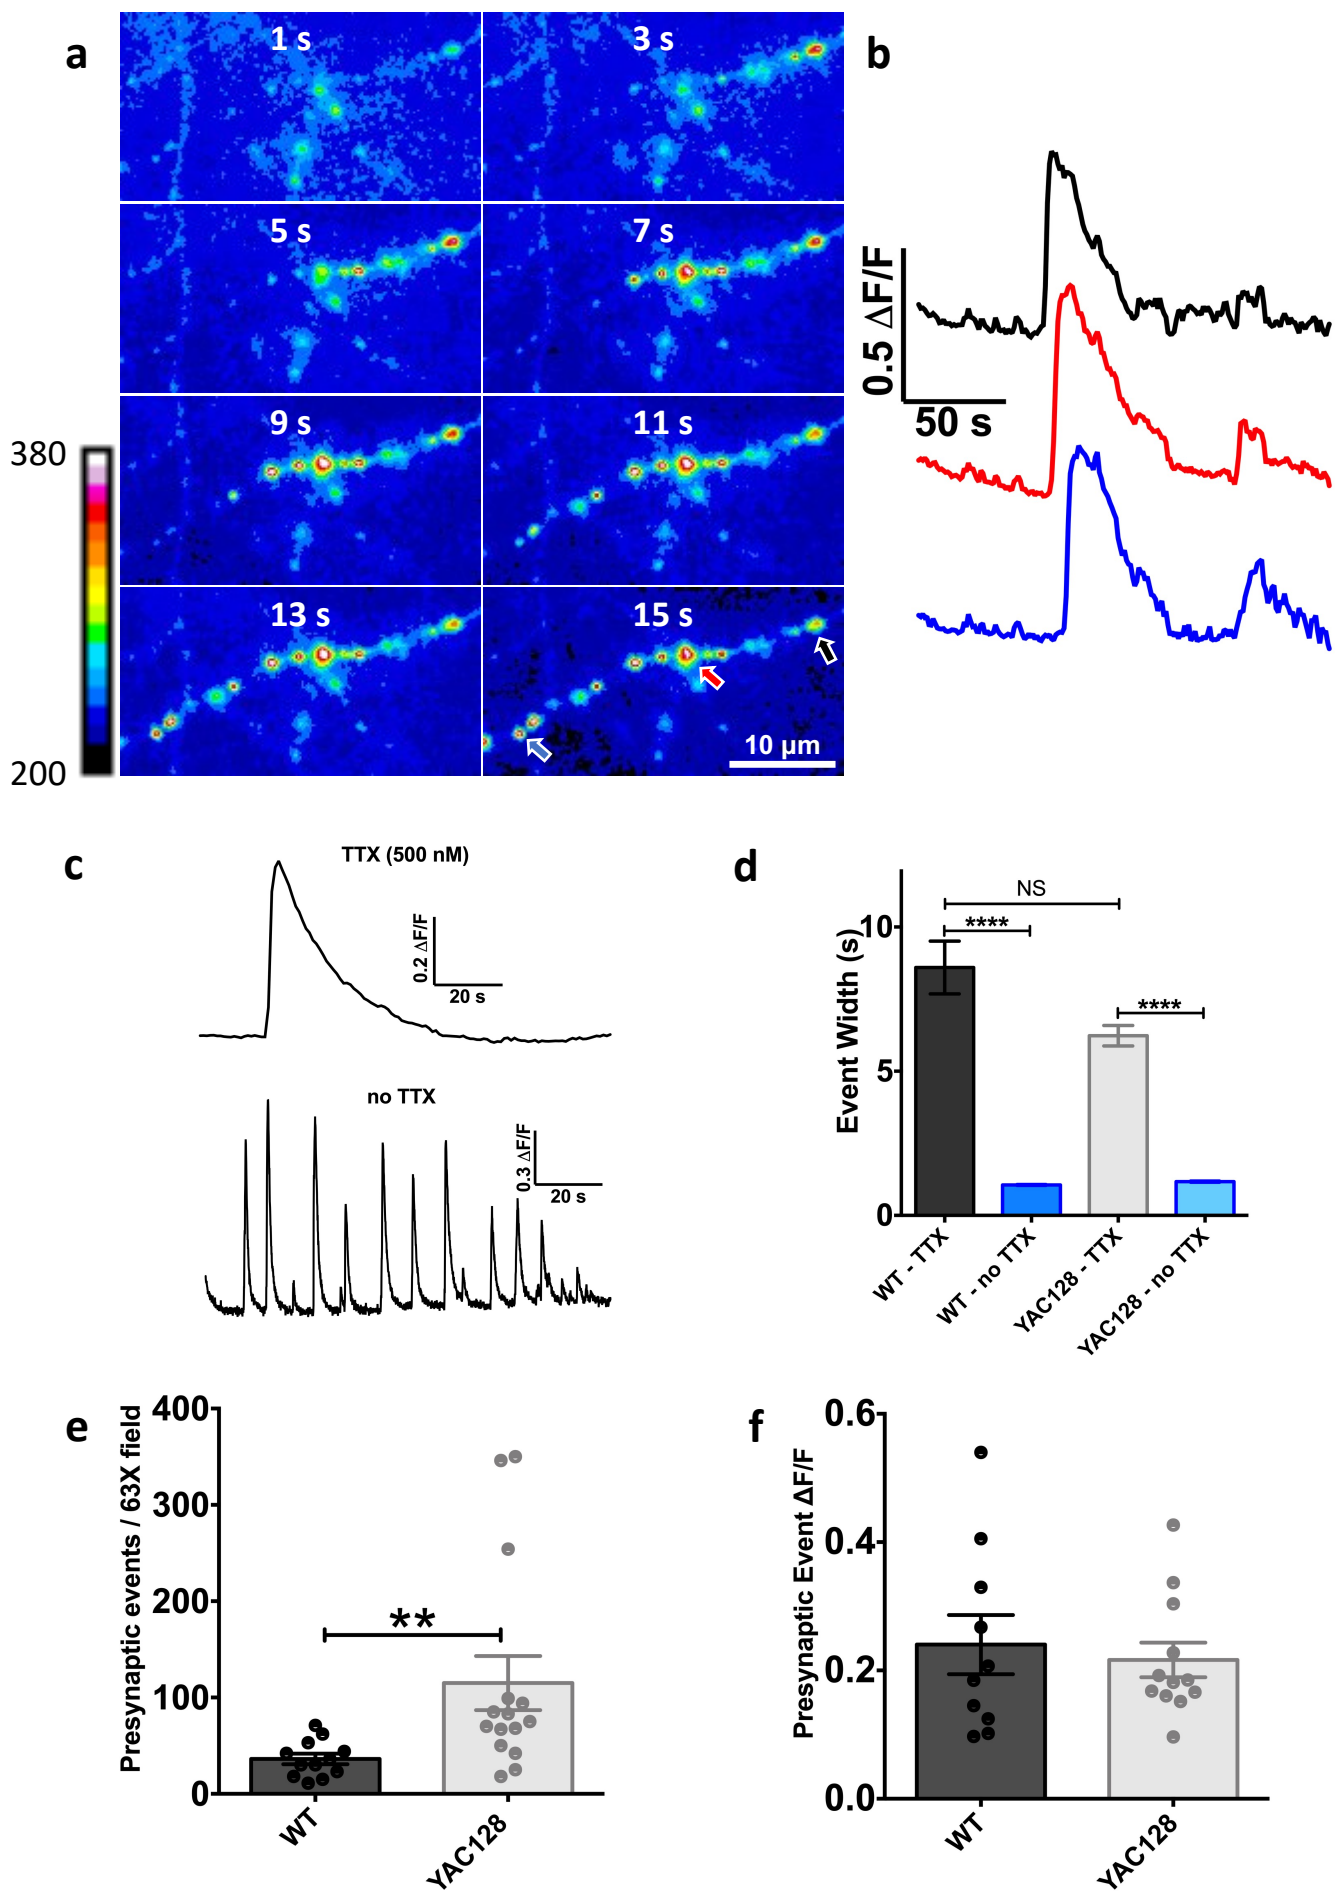 a
1 s
3 s
5 s
7 s
9 s
11 s
13 s
15 s
10 µm
380
200
b
0.5 ΔF/F
50 s
c
TTX (500 nM)
0.2 ΔF/F
20 s
no TTX
0.3 ΔF/F
20 s
d
Event Width (s)
10
5
0
NS
****
****
WT - TTX
WT - no TTX
YAC128 - TTX
YAC128 - no TTX
e
Presynaptic events / 63X field
400
300
200
100
0
**
WT
YAC128
f
Presynaptic Event ΔF/F
0.6
0.4
0.2
0.0
WT
YAC128